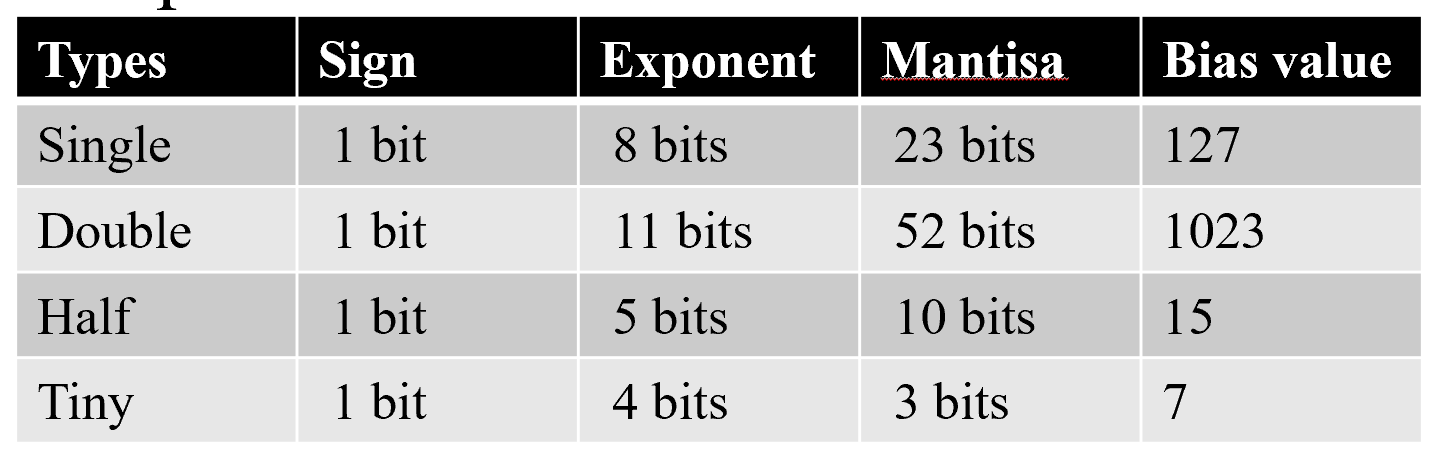 Types Sign Exponent Mantisa Bias value
Single 1 bit 8 bits 23 bits 127
Double 1 bit 11 bits 52 bits 1023
Half 1 bit 5 bits 10 bits 15
Tiny 1 bit 4 bits 3 bits 7